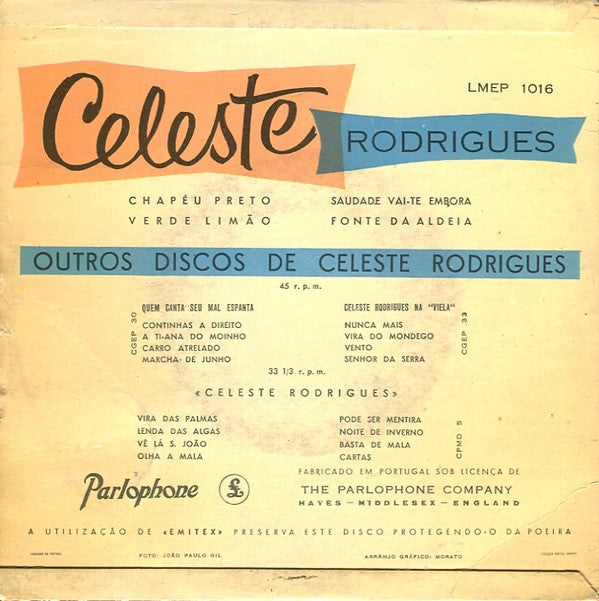 Celeste
RODRIGUES
LMEP 1016
CHAPÉU PRETO
VERDE LIMÃO
SAUDADE VAI-TE EMBORA
FONTE DA ALDEIA
OUTROS DISCOS DE CELESTE RODRIGUES
45 r. p. m.
CGEP 30
QUEM CANTA SEU MAL ESPANTA
CONTINHAS A DIREITO
A TI-ANA DO MOINHO
CARRO ATRELADO
MARCHA DE JUNHO
CELESTE RODRIGUES NA "VIELA"
NUNCA MAIS
VIRA DO MONDEGO
VENTO
SENHOR DA SERRA
CGEP 33
33 1/3 r. p. m.
«CELESTE RODRIGUES»
VIRA DAS PALMAS
LENDA DAS ALGAS
VÊ LÁ S. JOÃO
OLHA A MALA
PODE SER MENTIRA
NOITE DE INVERNO
BASTA DE MALA
CARTAS
CPMD 5
Parlophone
£
FABRICADO EM PORTUGAL SOB LICENÇA DE
THE PARLOPHONE COMPANY
HAYES - MIDDLESEX - ENGLAND
A UTILIZAÇÃO DE «EMITEX» PRESERVA ESTE DISCO PROTEGENDO-O DA POEIRA
FOTO: JOÃO PAULO GIL
ARRANJO GRÁFICO: MORATO